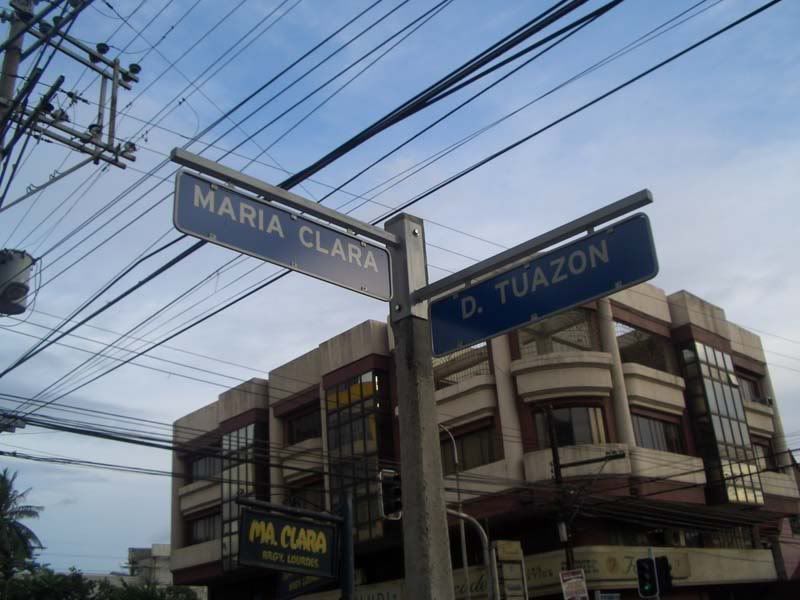 MARIA CLARA
D. TUAZON
MA. CLARA
BRGY. LOURDES